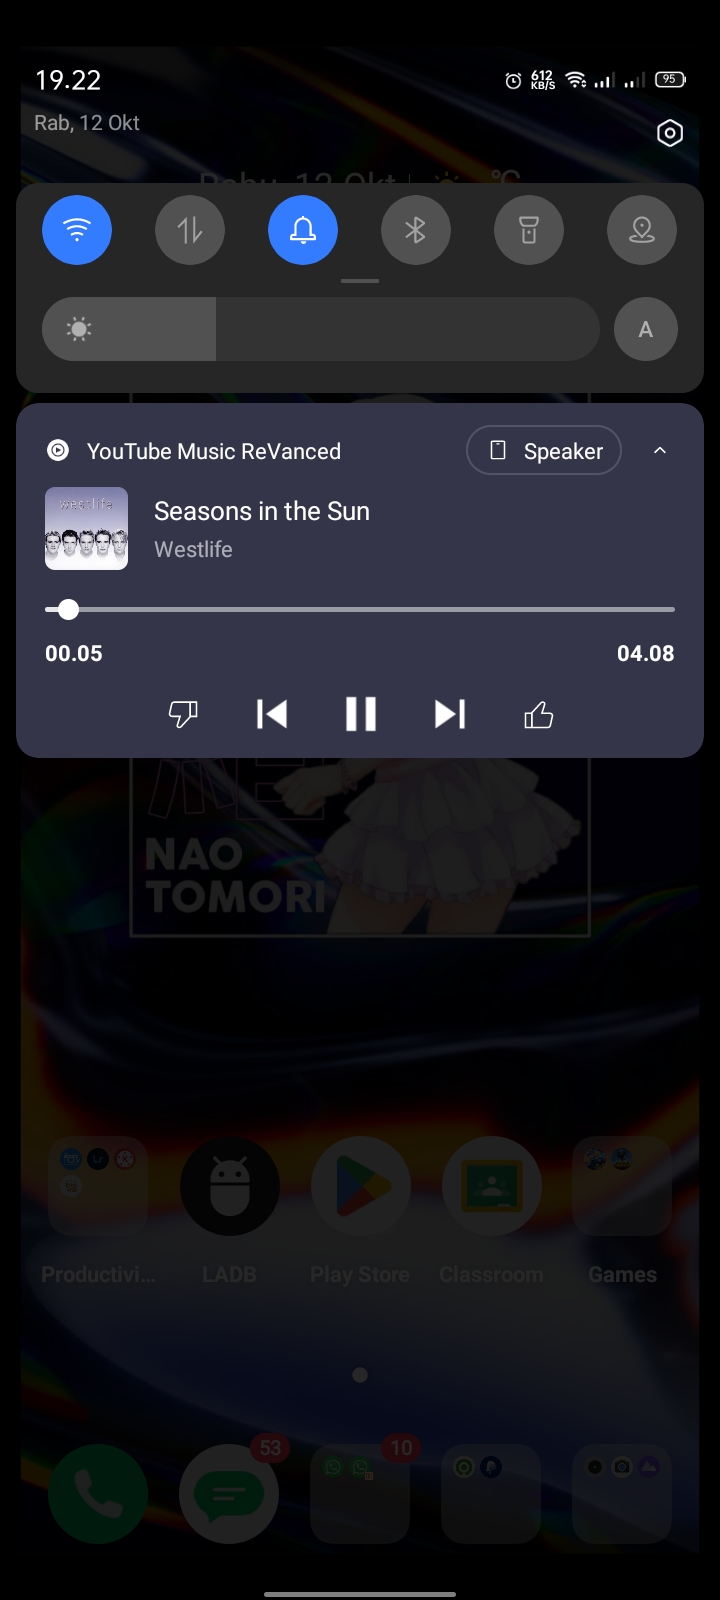 19.22
612
KB/S
95
Rab, 12 Okt
Rabu, 12 Okt
°C
A
YouTube Music ReVanced
Speaker
westlife
Seasons in the Sun
Westlife
00.05
04.08
NAO
TOMORI
Productivi...
LADB
Play Store
Classroom
Games
53
10